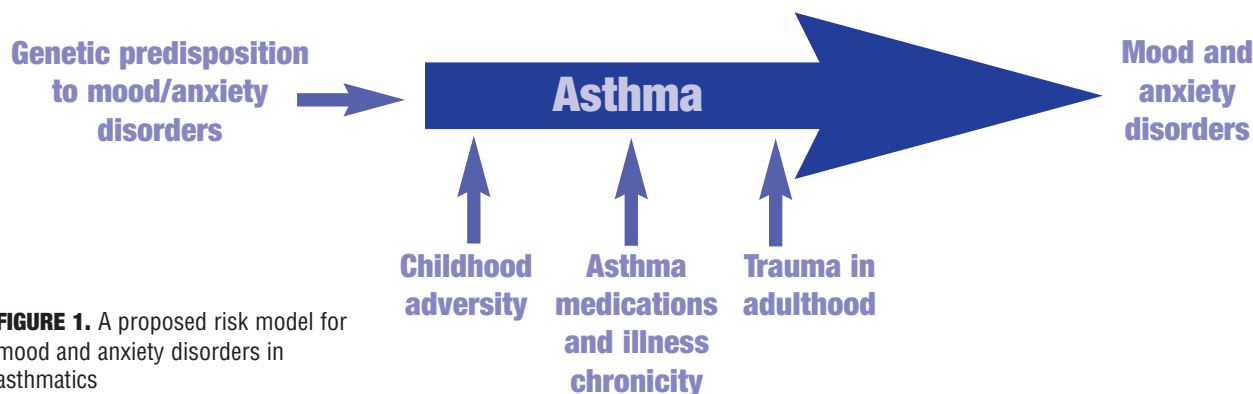 Genetic predisposition
to mood/anxiety
disorders
Asthma
Mood and
anxiety
disorders
Childhood
adversity
Asthma
medications
and illness
chronicity
Trauma in
adulthood
FIGURE 1. A proposed risk model for
mood and anxiety disorders in
asthmatics